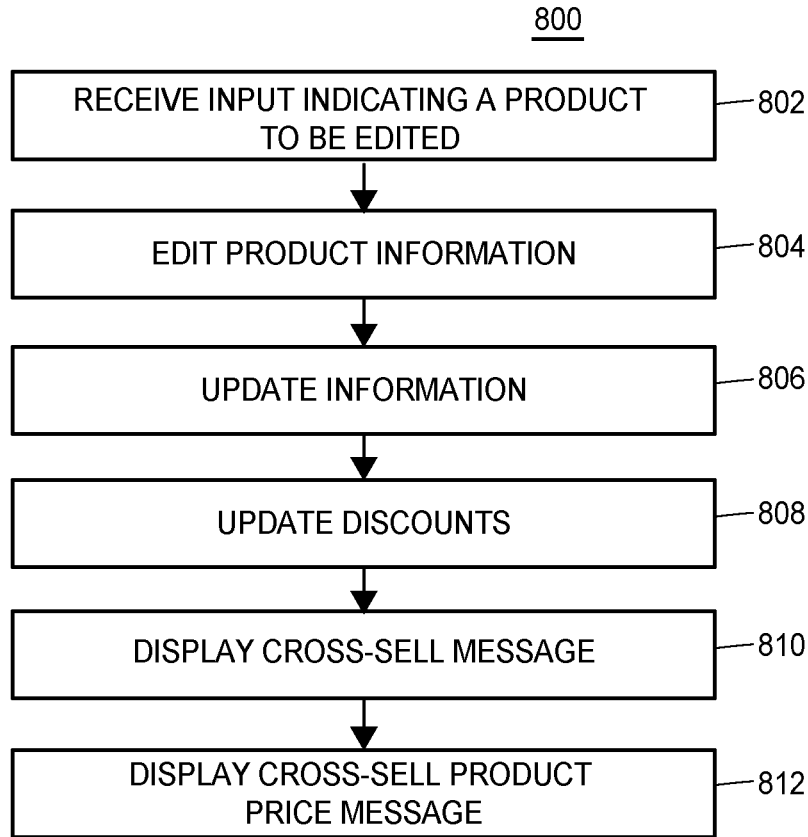 800
RECEIVE INPUT INDICATING A PRODUCT
TO BE EDITED
802
EDIT PRODUCT INFORMATION
804
UPDATE INFORMATION
806
UPDATE DISCOUNTS
808
DISPLAY CROSS-SELL MESSAGE
810
DISPLAY CROSS-SELL PRODUCT
PRICE MESSAGE
812